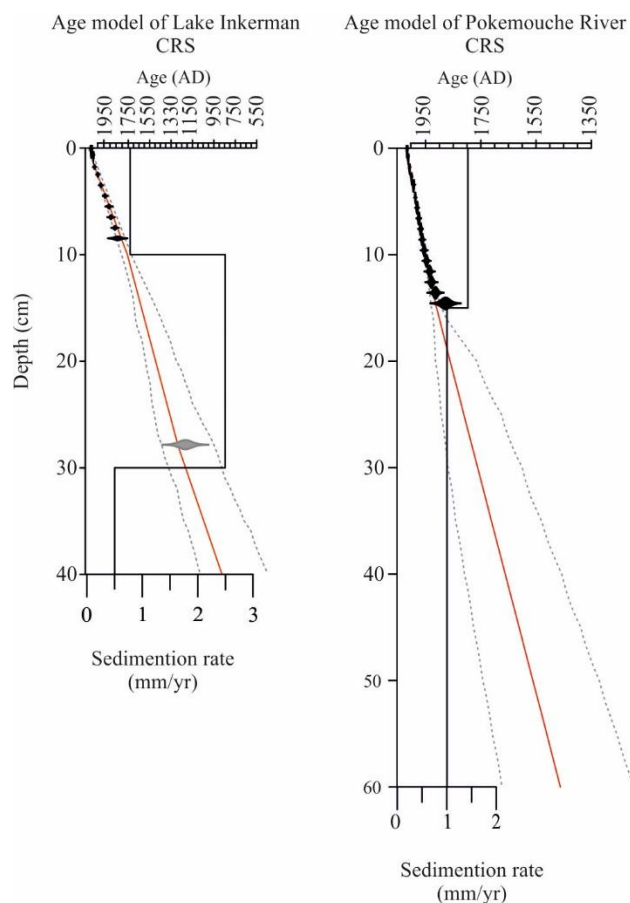 Age model of Lake Inkerman
CRS
Age (AD)
1950
1750
1550
1330
1150
950
750
550
0
10
20
30
40
Depth (cm)
0
1
2
3
Sedimention rate
(mm/yr)
Age model of Pokemouche River
CRS
Age (AD)
1950
1750
1550
1350
0
10
20
30
40
50
60
0
1
2
Sedimention rate
(mm/yr)